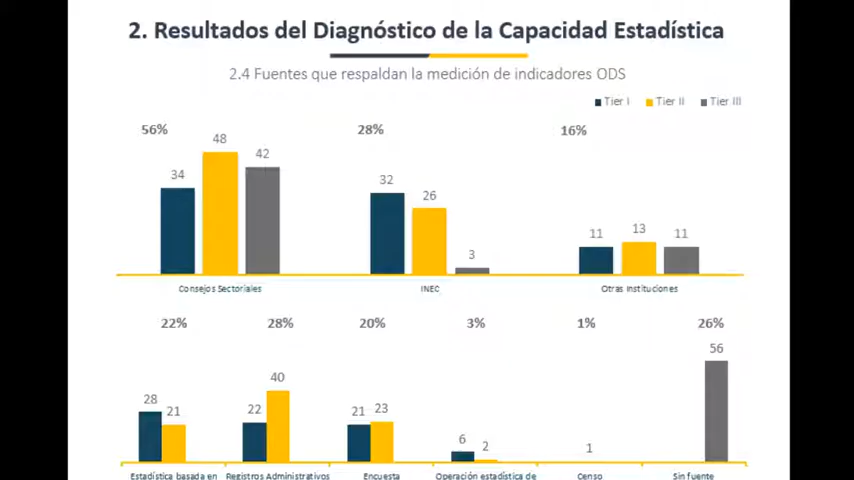 2. Resultados del Diagnóstico de la Capacidad Estadística
2.4 Fuentes que respaldan la medición de indicadores ODS
Tier I Tier II Tier III
56% 28% 16%
34 48 42 32 26 3 11 13 11
Consejos Sectoriales INEC Otras Instituciones
22% 28% 20% 3% 1% 26%
28 21 22 40 21 23 6 2 1 56
Estadística basada en Registros Administrativos Encuesta Operación estadística de Censo Sin fuente